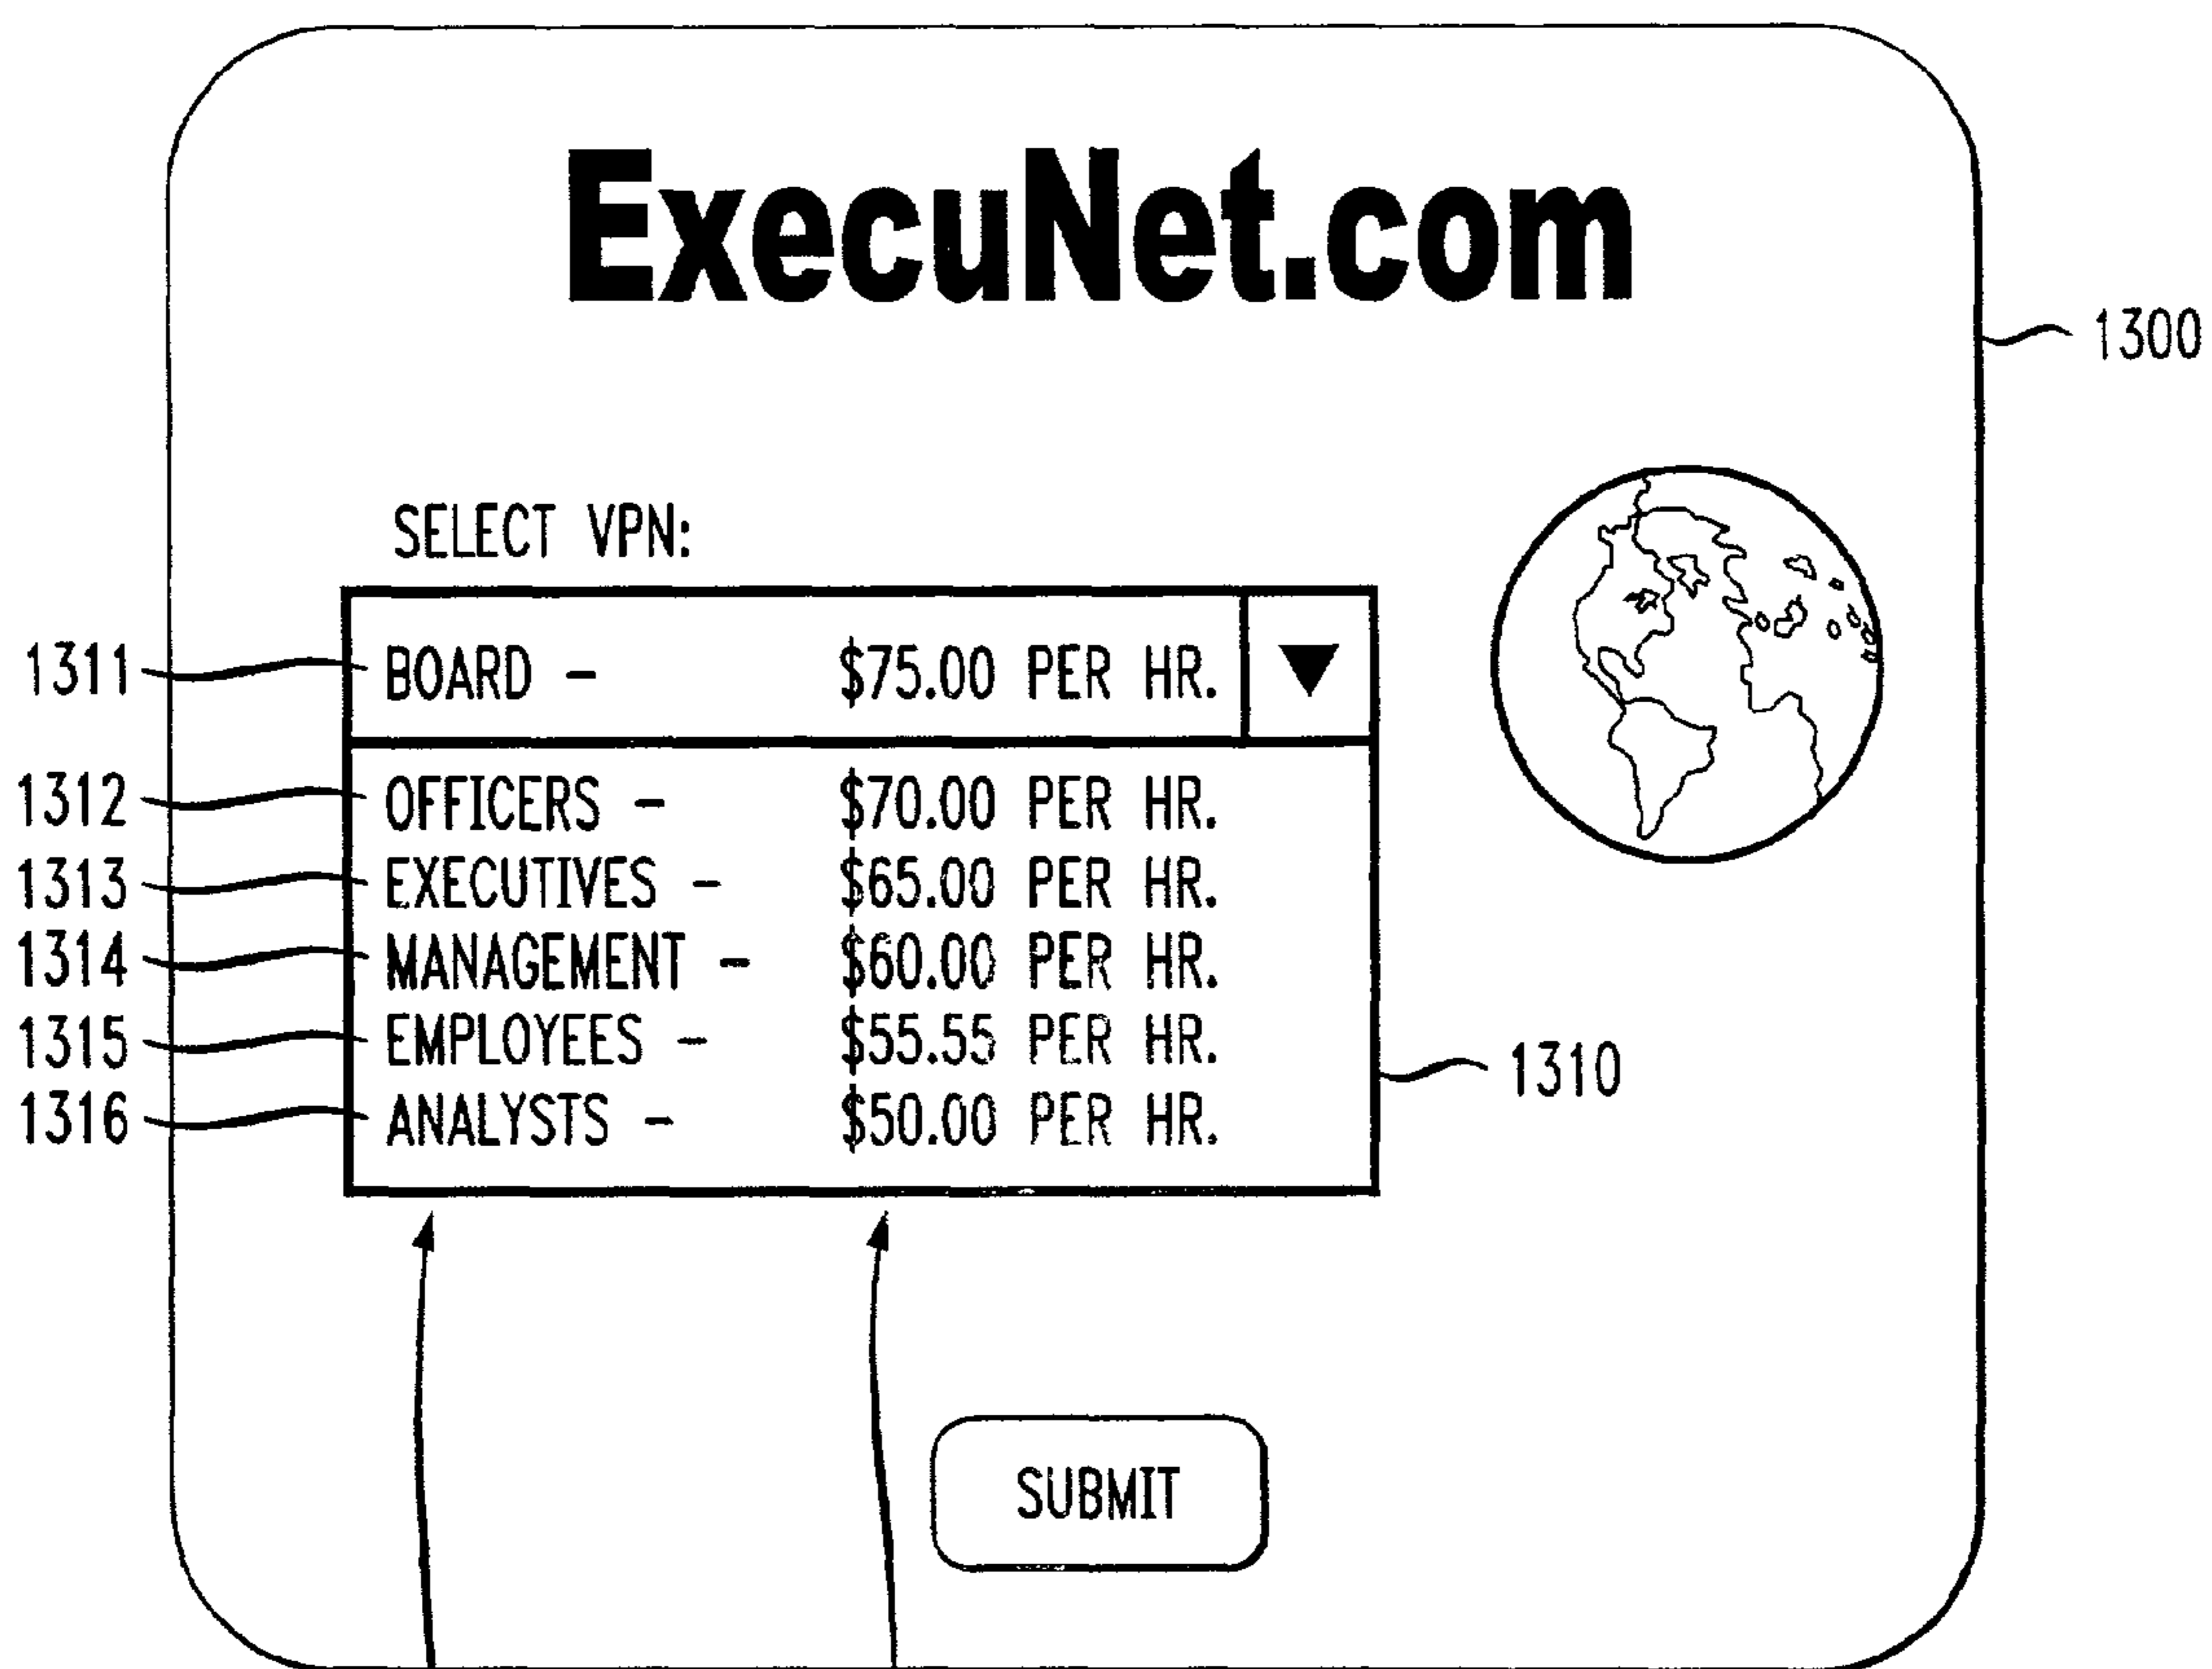 ExecuNet.com
1300
SELECT VPN:
1311 BOARD – $75.00 PER HR.
1312 OFFICERS – $70.00 PER HR.
1313 EXECUTIVES – $65.00 PER HR.
1314 MANAGEMENT – $60.00 PER HR.
1315 EMPLOYEES – $55.55 PER HR.
1310
1316 ANALYSTS – $50.00 PER HR.
SUBMIT